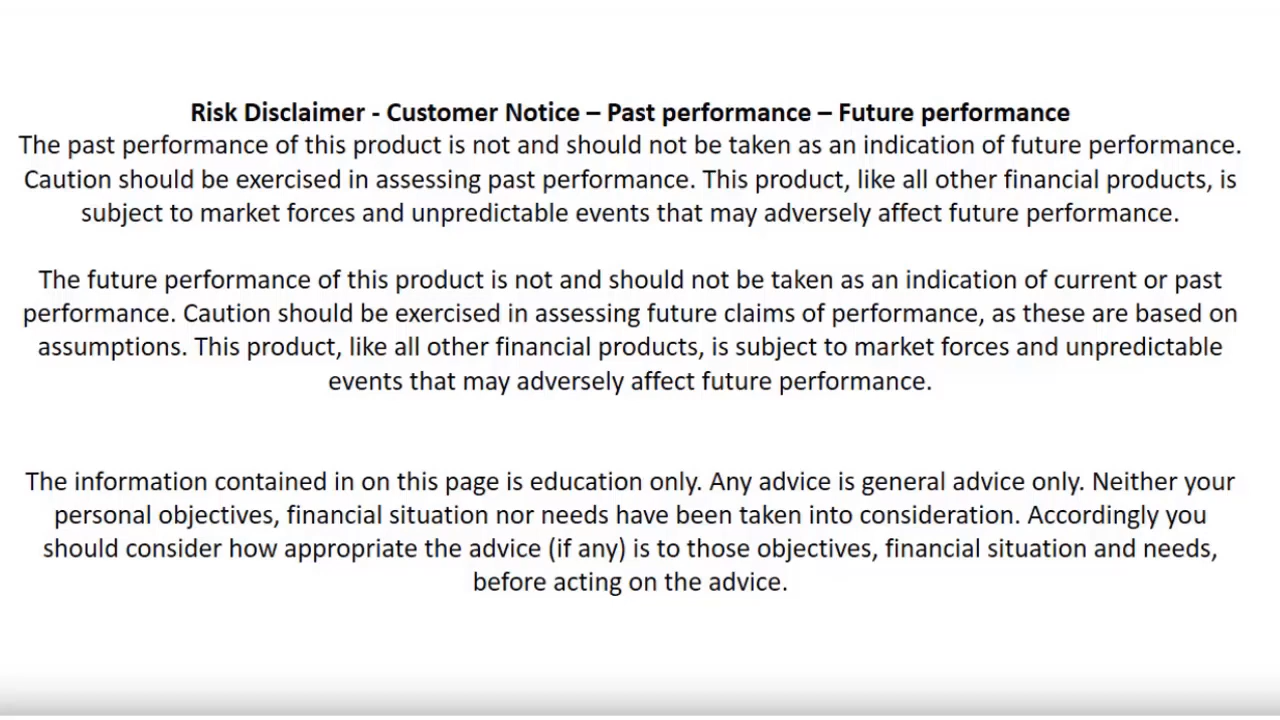 Risk Disclaimer - Customer Notice – Past performance – Future performance
The past performance of this product is not and should not be taken as an indication of future performance.
Caution should be exercised in assessing past performance. This product, like all other financial products, is
subject to market forces and unpredictable events that may adversely affect future performance.
The future performance of this product is not and should not be taken as an indication of current or past
performance. Caution should be exercised in assessing future claims of performance, as these are based on
assumptions. This product, like all other financial products, is subject to market forces and unpredictable
events that may adversely affect future performance.
The information contained in on this page is education only. Any advice is general advice only. Neither your
personal objectives, financial situation nor needs have been taken into consideration. Accordingly you
should consider how appropriate the advice (if any) is to those objectives, financial situation and needs,
before acting on the advice.